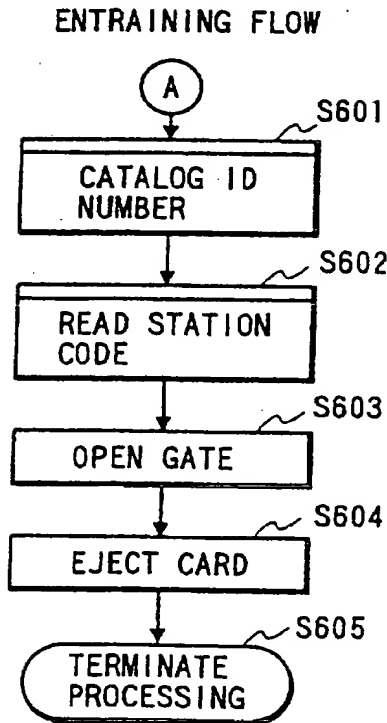 ENTRAINING FLOW
A
S601
CATALOG ID
NUMBER
S602
READ STATION
CODE
S603
OPEN GATE
S604
EJECT CARD
S605
TERMINATE
PROCESSING